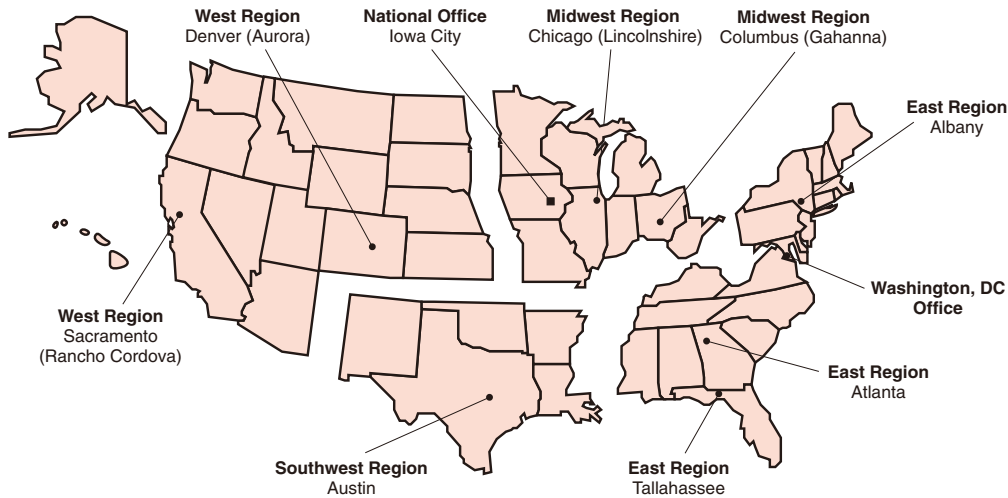 West Region
Denver (Aurora)
National Office
Iowa City
Midwest Region
Chicago (Lincolnshire)
Midwest Region
Columbus (Gahanna)
East Region
Albany
Washington, DC
Office
West Region
Sacramento
(Rancho Cordova)
East Region
Atlanta
Southwest Region
Austin
East Region
Tallahassee